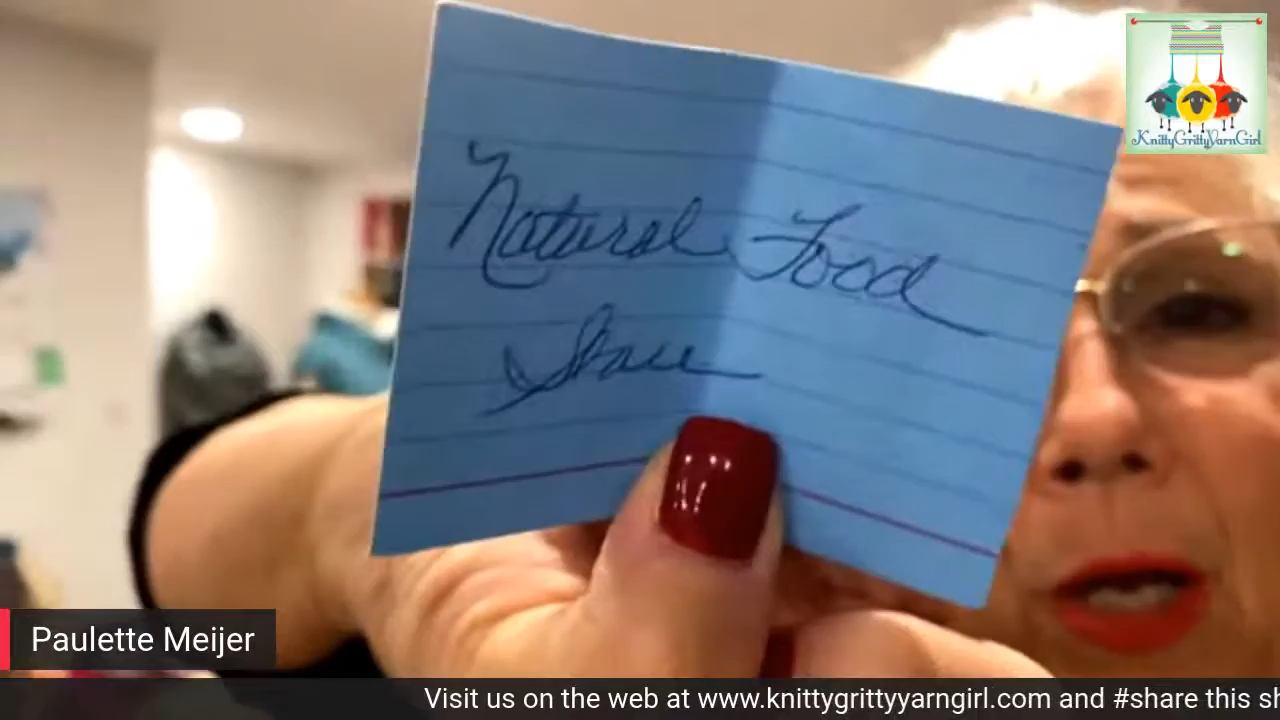 Natural Food
Store
KnittyGrittyYarnGirl
Paulette Meijer
Visit us on the web at www.knittygrittyyarngirl.com and #share this sh